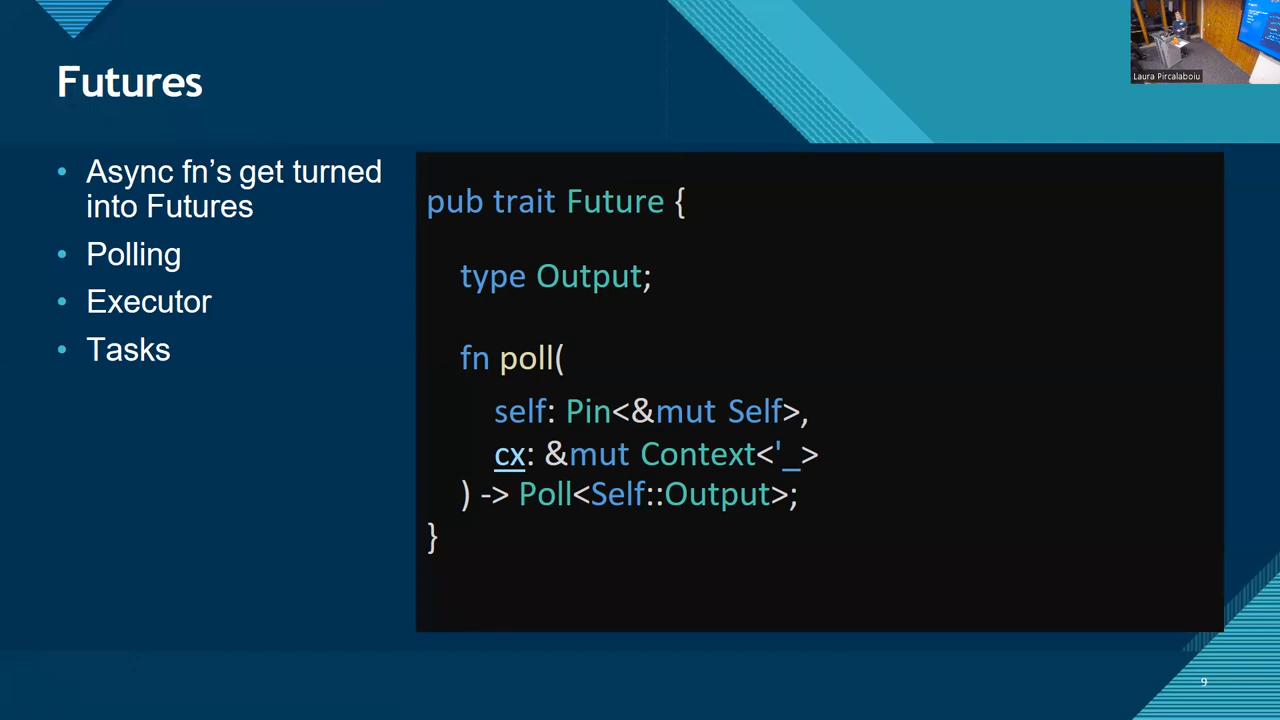 Futures
Laura Pircalaboiu
• Async fn’s get turned
into Futures
• Polling
• Executor
• Tasks
pub trait Future {
type Output;
fn poll(
self: Pin<&mut Self>,
cx: &mut Context<'_>
) -> Poll<Self::Output>;
}
9